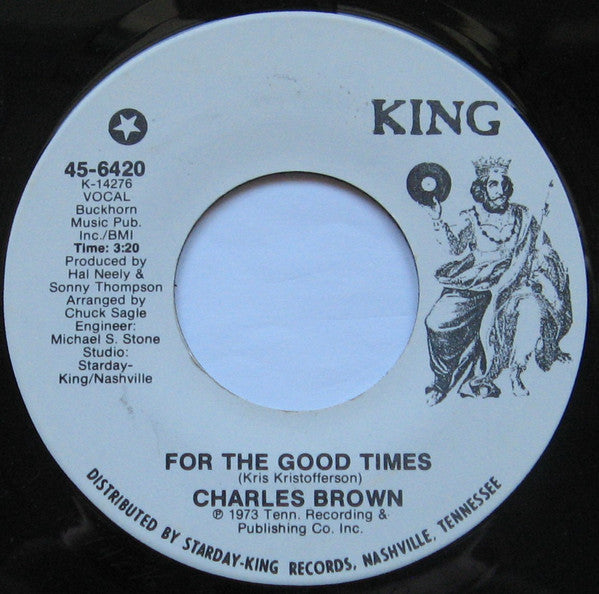 KING
45-6420
K-14276
VOCAL
Buckhorn
Music Pub.
Inc./BMI
Time: 3:20
Produced by
Hal Neely &
Sonny Thompson
Arranged by
Chuck Sagle
Engineer:
Michael S. Stone
Studio:
Starday-
King/Nashville
FOR THE GOOD TIMES
(Kris Kristofferson)
CHARLES BROWN
℗ 1973 Tenn. Recording &
Publishing Co. Inc.
DISTRIBUTED BY STARDAY-KING RECORDS, NASHVILLE, TENNESSEE